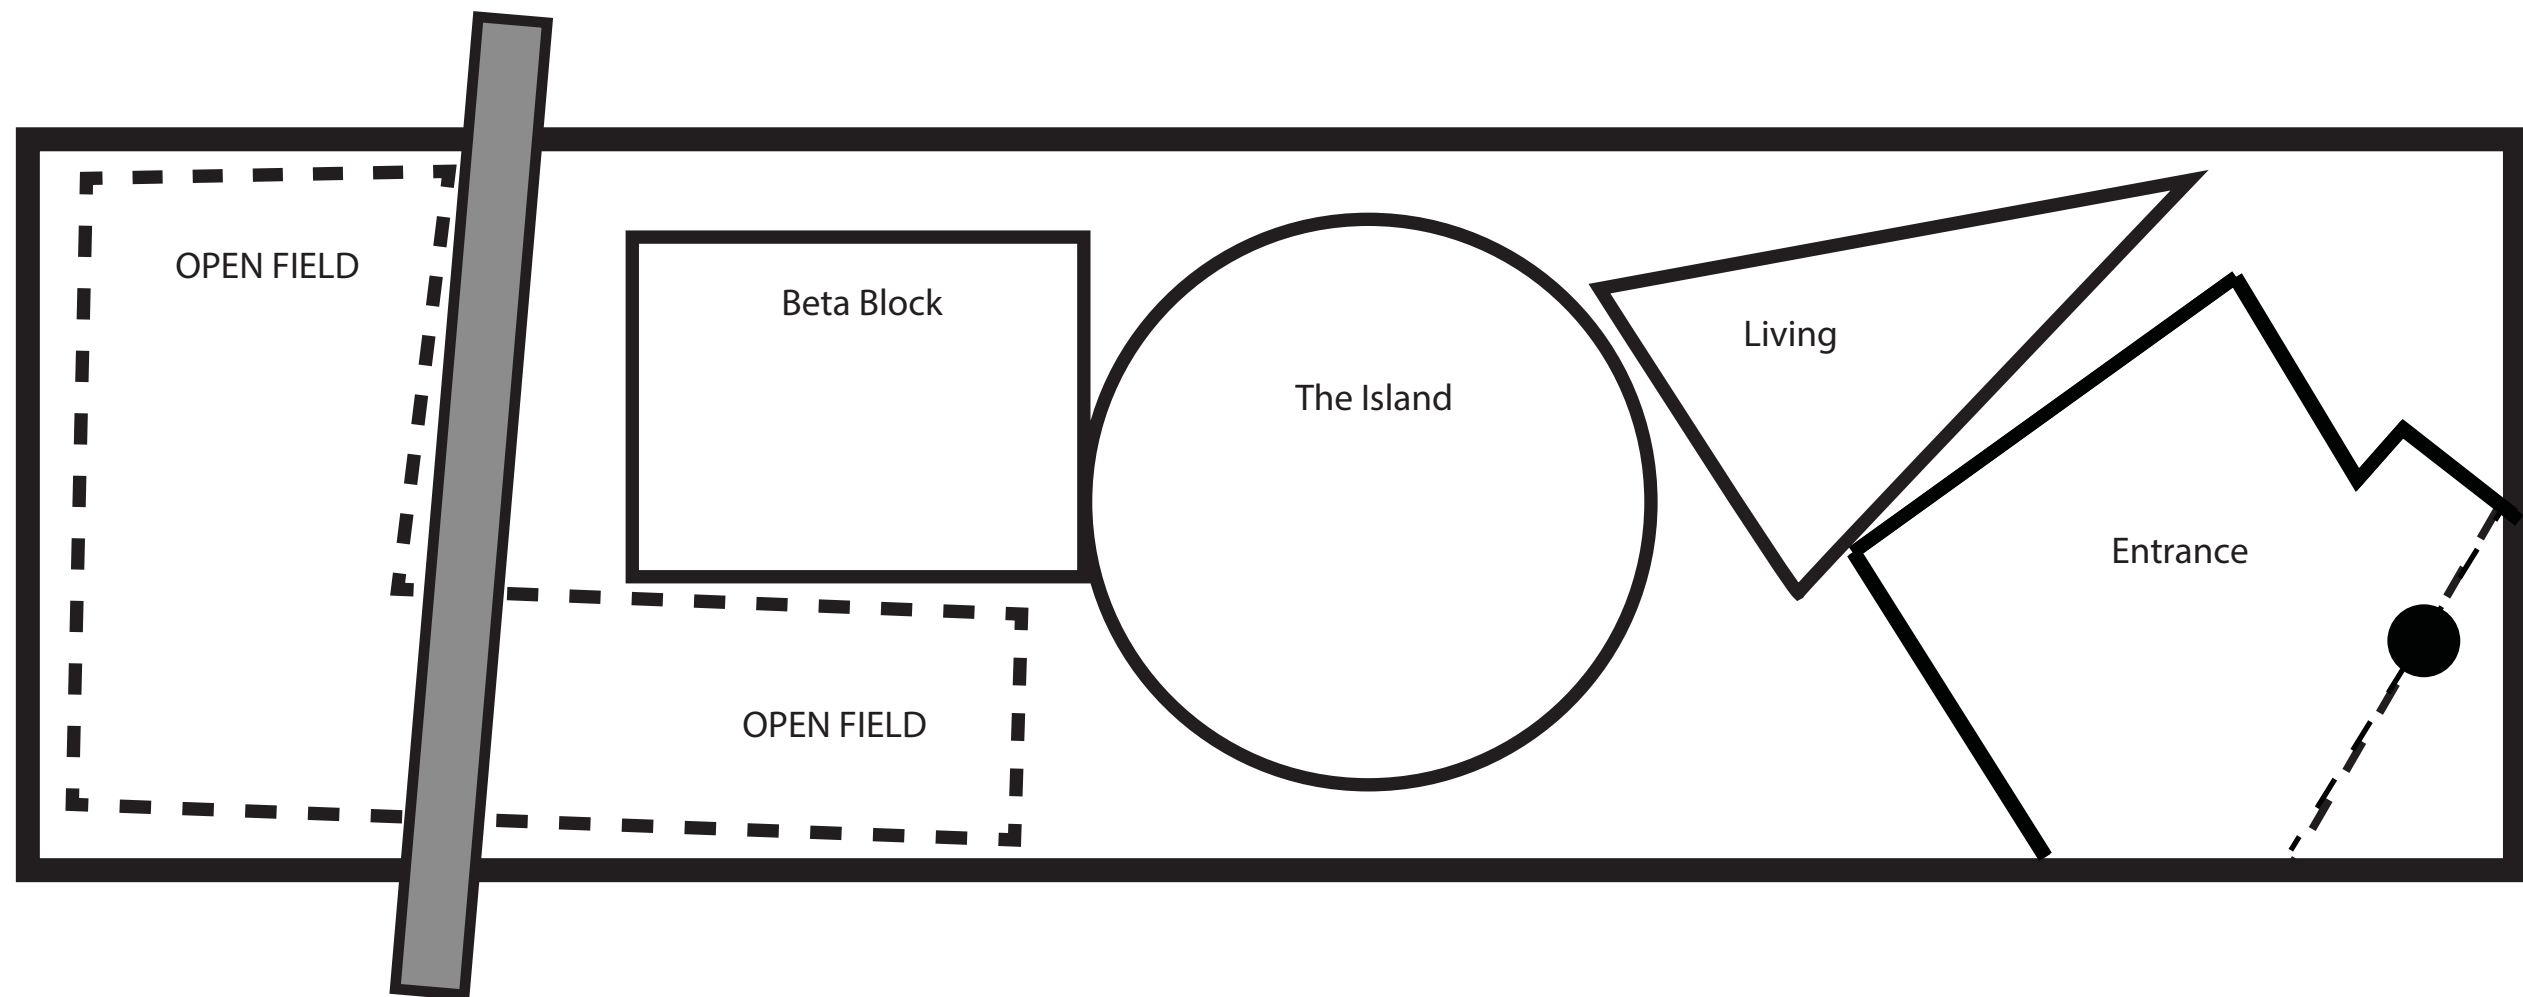 OPEN FIELD
Beta Block
The Island
Living
Entrance
OPEN FIELD